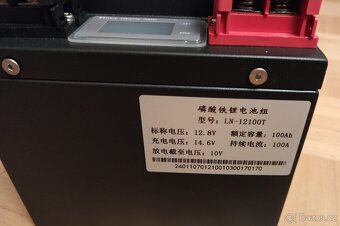 磷酸铁锂电池组
型号: LN-12100T
标称电压: 12.8V 额定容量: 100Ah
充电电压: 14.6V 持续电流: 100A
放电截至电压: 10V
240110701210010300170170